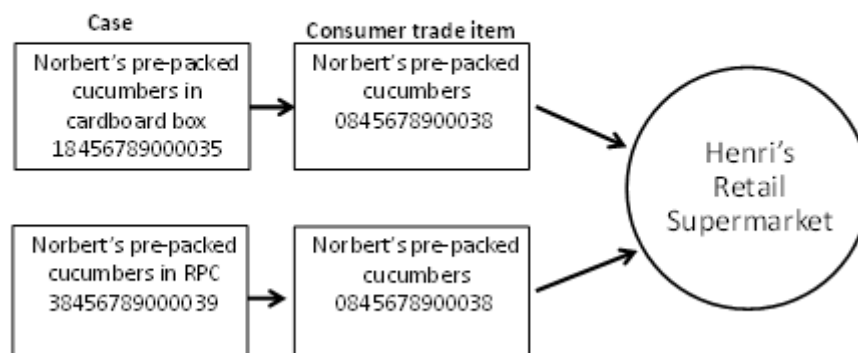 Case
Consumer trade item
Norbert's pre-packed
cucumbers in
cardboard box
18456789000035
Norbert's pre-packed
cucumbers
0845678900038
Norbert's pre-packed
cucumbers in RPC
38456789000039
Norbert's pre-packed
cucumbers
0845678900038
Henri's
Retail
Supermarket